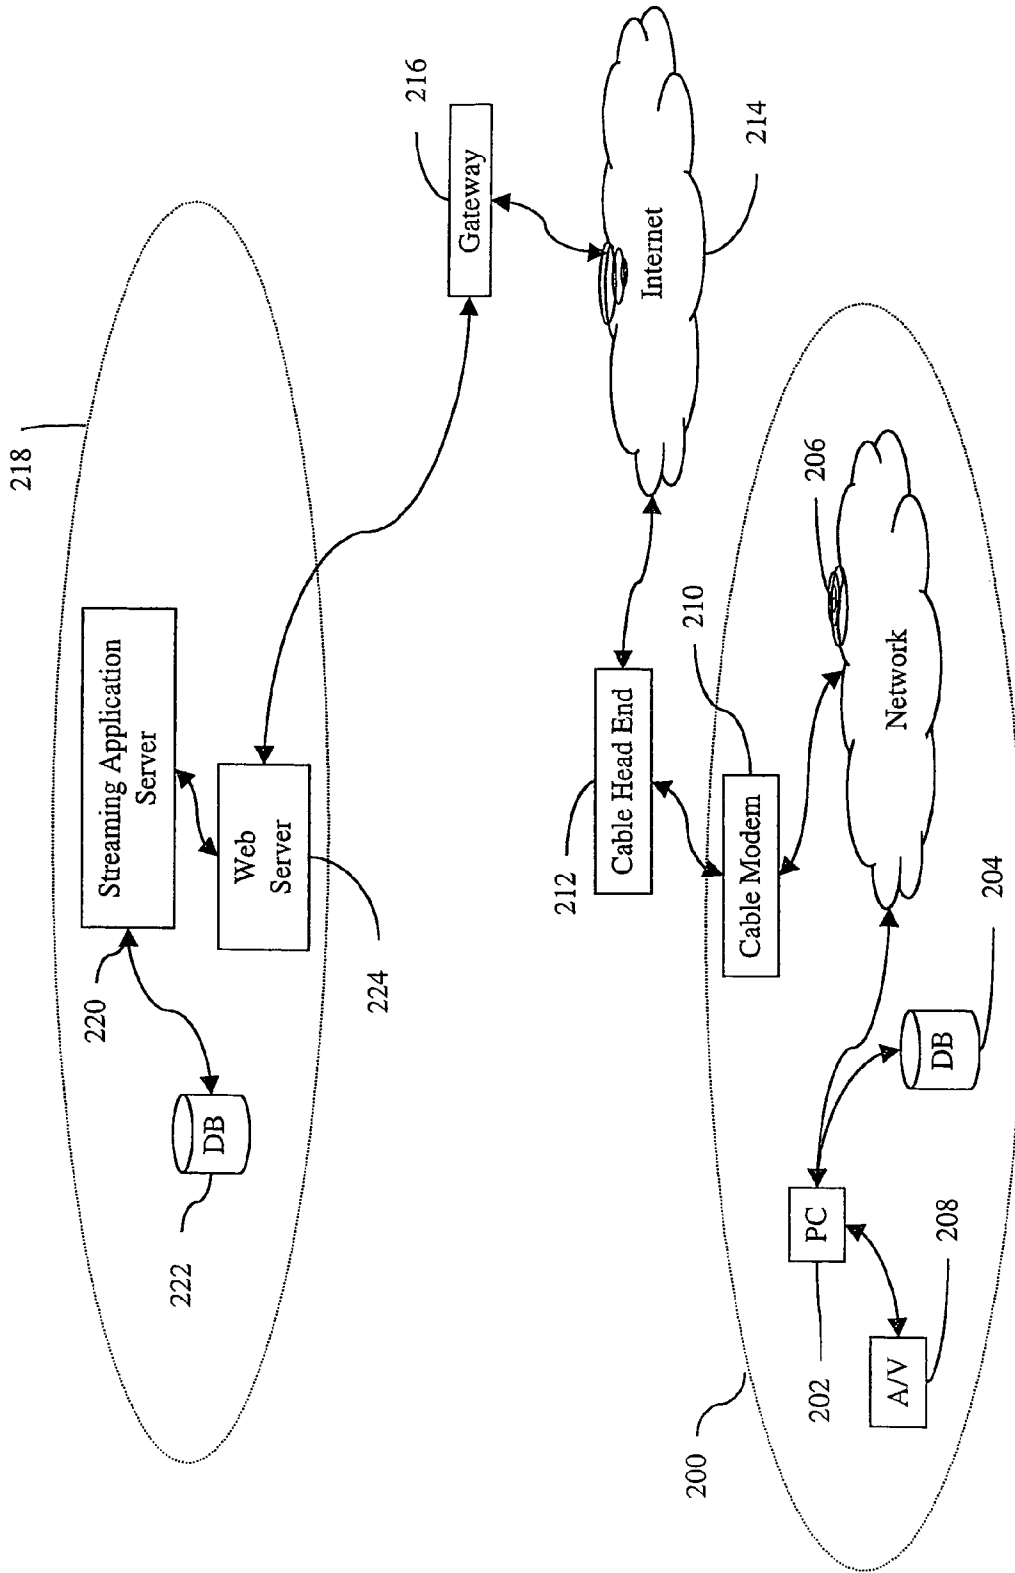 218
Streaming Application
Server
220
DB
222
Web
Server
224
216
Gateway
Internet
214
Cable Head End
212
210
Cable Modem
206
Network
204
DB
PC
202
A/V
208
200